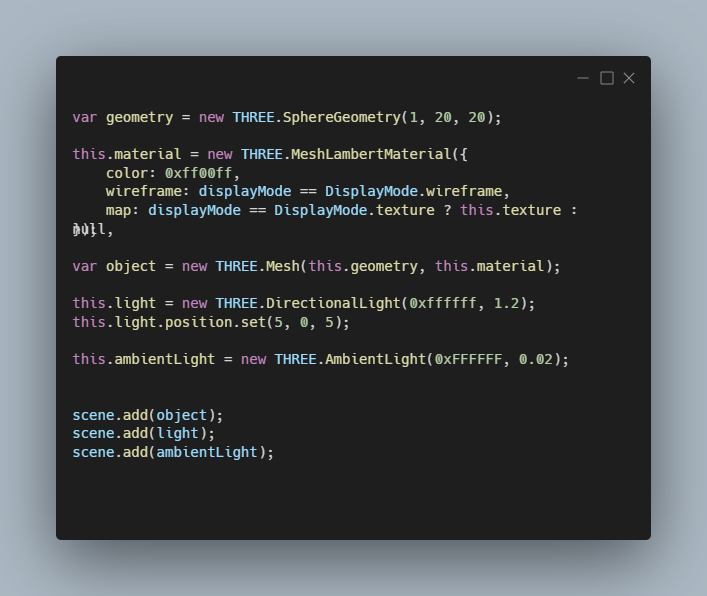 var geometry = new THREE.SphereGeometry(1, 20, 20);
this.material = new THREE.MeshLambertMaterial({
color: 0xff00ff,
wireframe: displayMode == DisplayMode.wireframe,
map: displayMode == DisplayMode.texture ? this.texture :
null,
});
var object = new THREE.Mesh(this.geometry, this.material);
this.light = new THREE.DirectionalLight(0xffffff, 1.2);
this.light.position.set(5, 0, 5);
this.ambientLight = new THREE.AmbientLight(0xFFFFFF, 0.02);
scene.add(object);
scene.add(light);
scene.add(ambientLight);